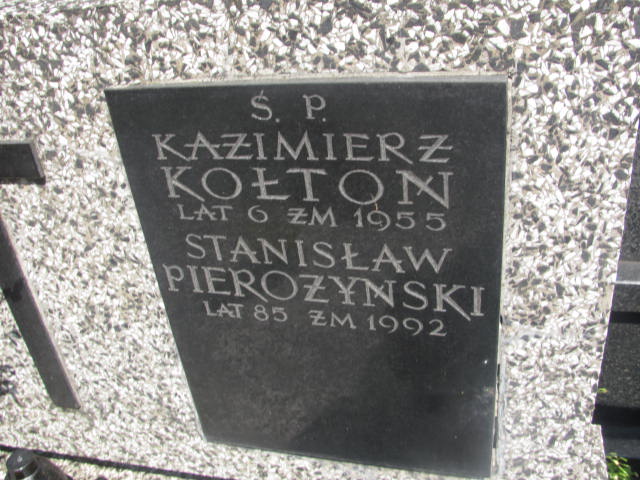 Ś. P.
KAZIMIERZ
KOŁTON
LAT 6 ZM 1955
STANISŁAW
PIEROŻYNSKI
LAT 85 ZM 1992